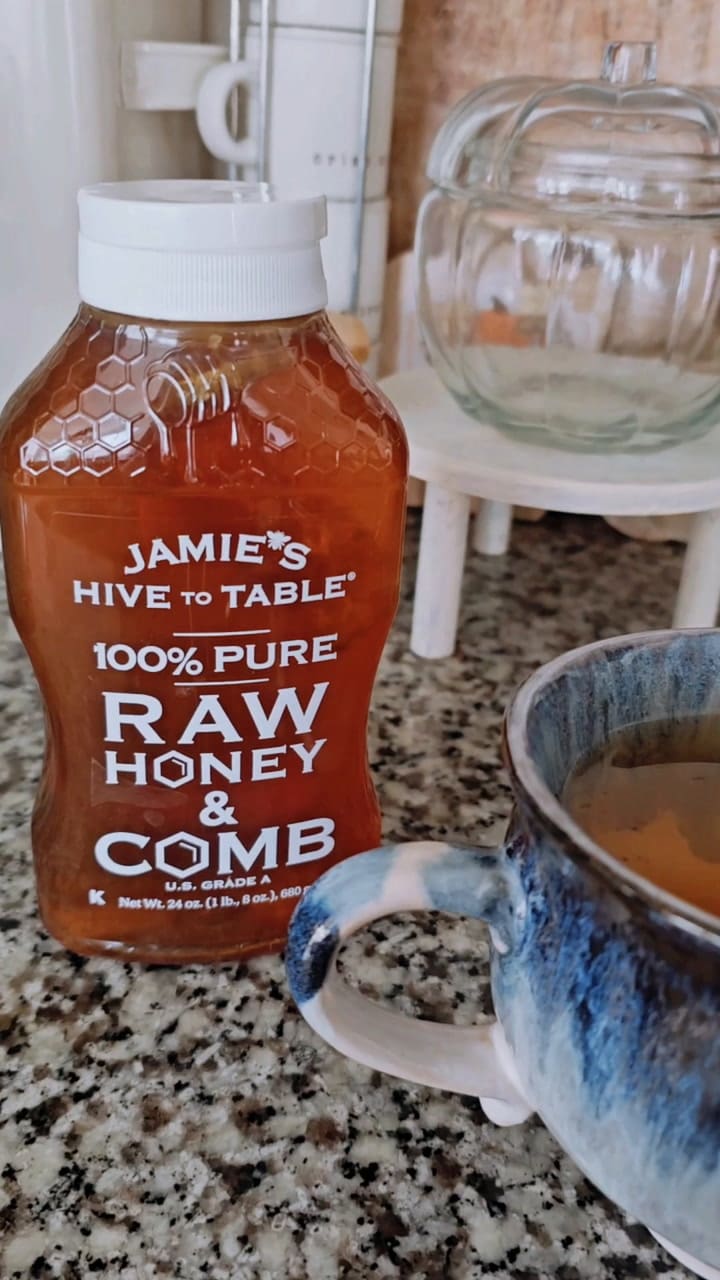 JAMIE'S
HIVE TO TABLE®
100% PURE
RAW
HONEY
&
COMB
U.S. GRADE A
K Net Wt. 24 oz. (1 lb., 8 oz.), 680